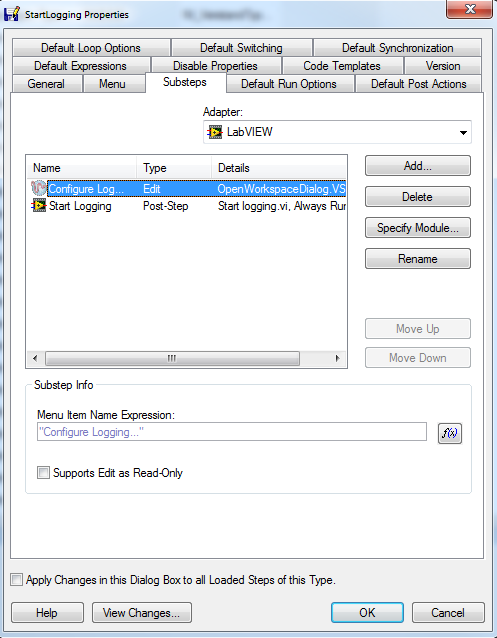 StartLogging Properties
Default Loop Options Default Switching Default Synchronization
Default Expressions Disable Properties Code Templates Version
General Menu Substeps Default Run Options Default Post Actions
Adapter:
LabVIEW
Name Type Details
Configure Log... Edit OpenWorkspaceDialog.VS
Start Logging Post-Step Start logging.vi, Always Run
Add...
Delete
Specify Module...
Rename
Move Up
Move Down
Substep Info
Menu Item Name Expression:
"Configure Logging..."
f(x)
Supports Edit as Read-Only
Apply Changes in this Dialog Box to all Loaded Steps of this Type.
Help View Changes... OK Cancel